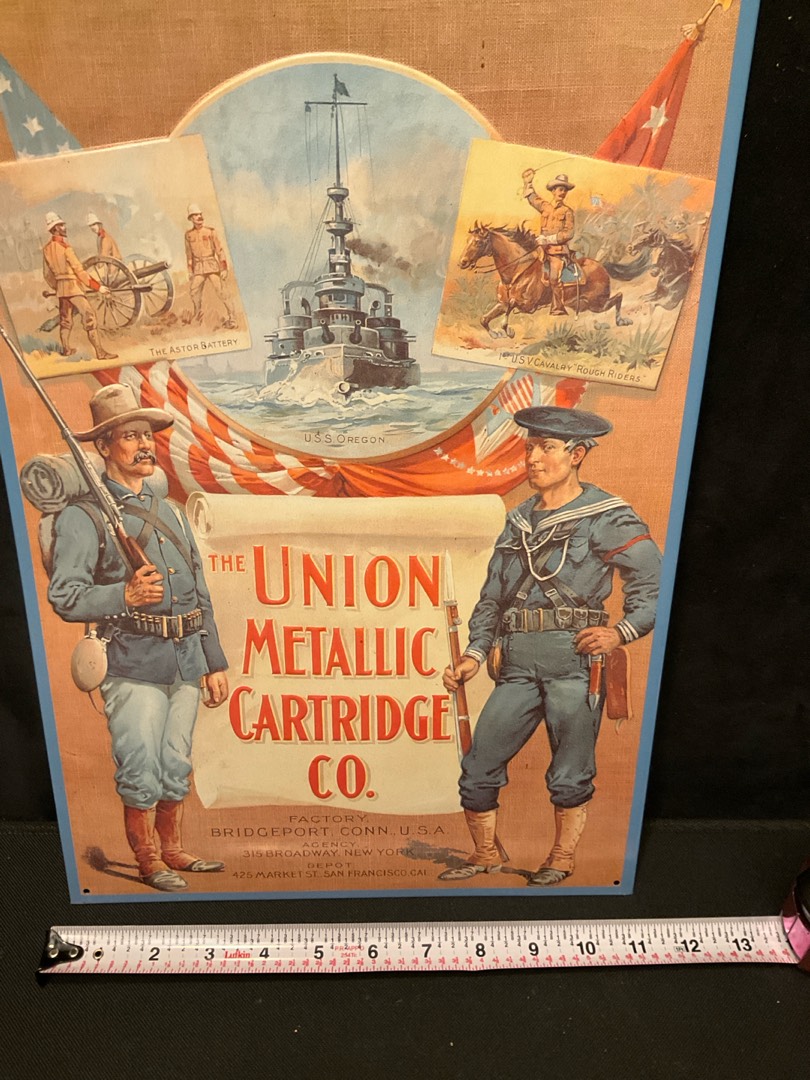 THE ASTOR BATTERY
U.S.S. OREGON.
1ST U.S.V. CAVALRY "ROUGH RIDERS."
THE UNION
METALLIC
CARTRIDGE
CO.
FACTORY,
BRIDGEPORT, CONN., U.S.A.
AGENCY,
315 BROADWAY, NEW YORK
DEPOT
425 MARKET ST., SAN FRANCISCO, CAL.
2 3 Lufkin 4 5 6 7 8 9 10 11 12 13